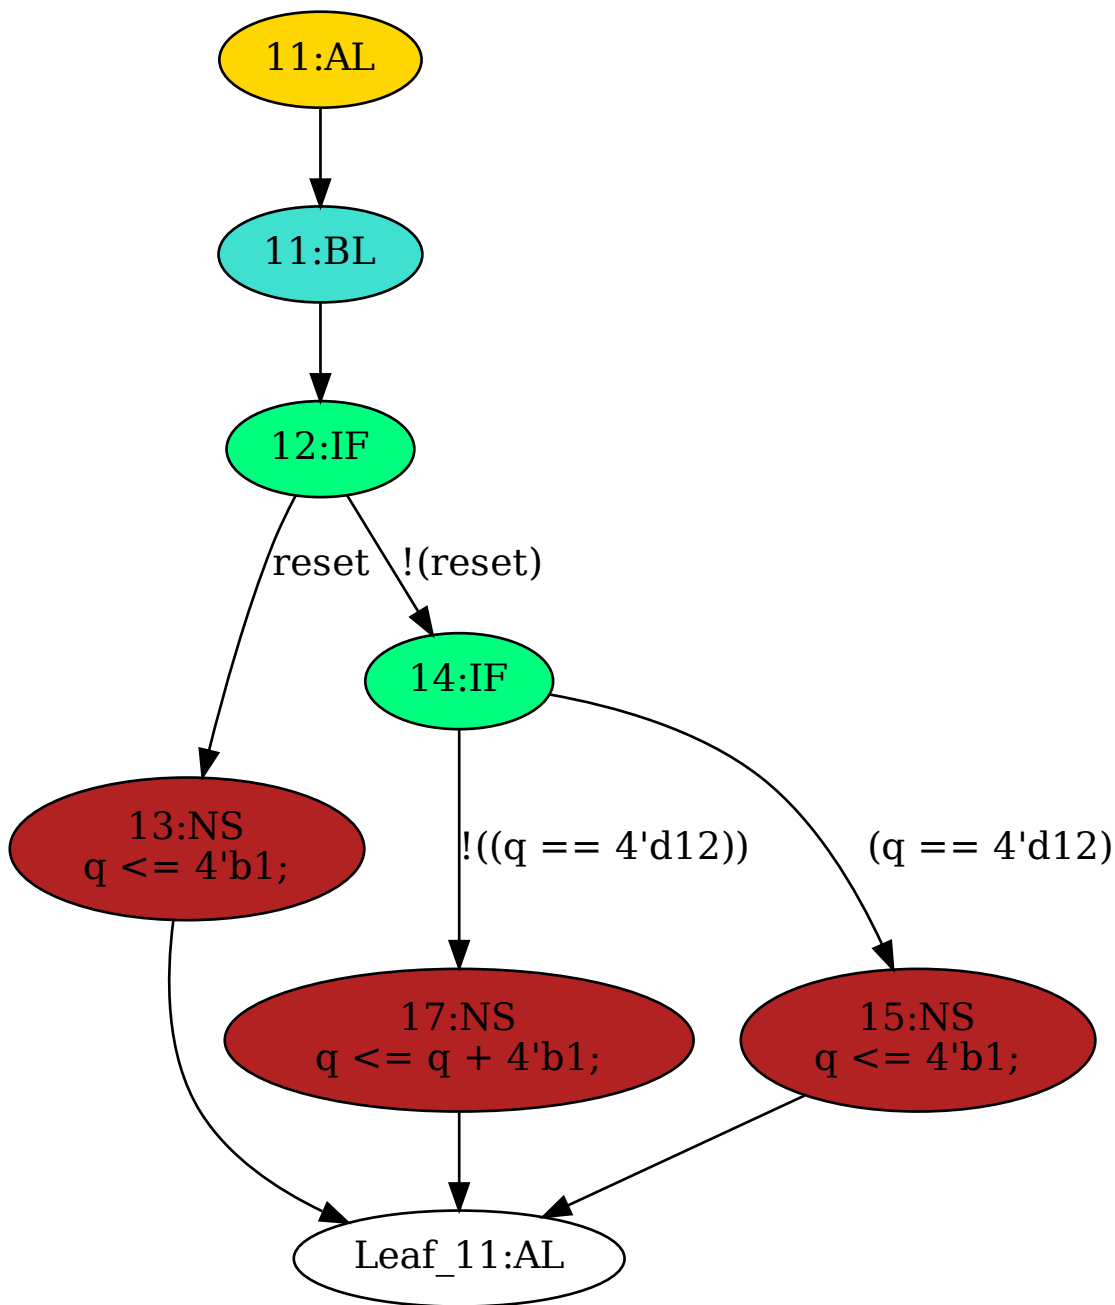 11:AL
11:BL
12:IF
reset
!(reset)
14:IF
13:NS
q <= 4'b1;
!((q == 4'd12))
(q == 4'd12)
17:NS
q <= q + 4'b1;
15:NS
q <= 4'b1;
Leaf_11:AL